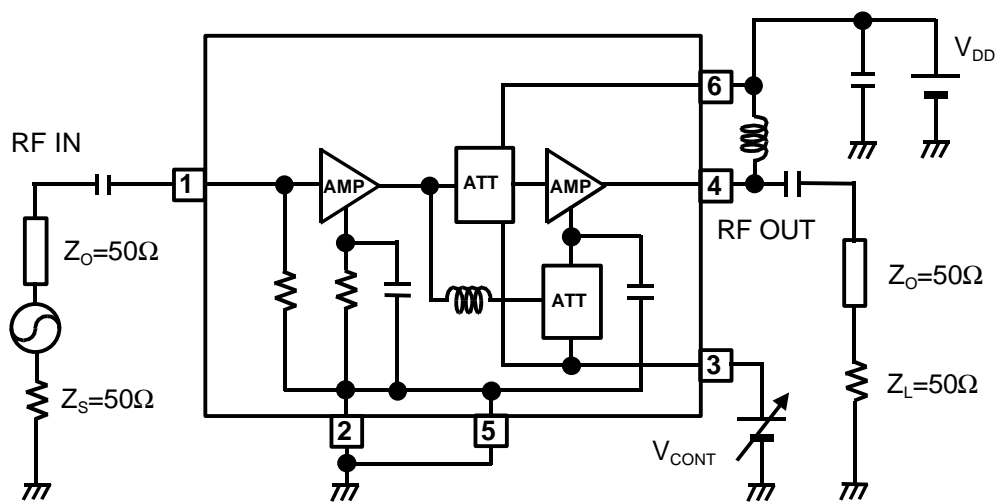 V_DD
6
RF IN
1
AMP
ATT
AMP
4
RF OUT
Z_O=50Ω
Z_O=50Ω
ATT
3
Z_S=50Ω
Z_L=50Ω
2
5
V_CONT